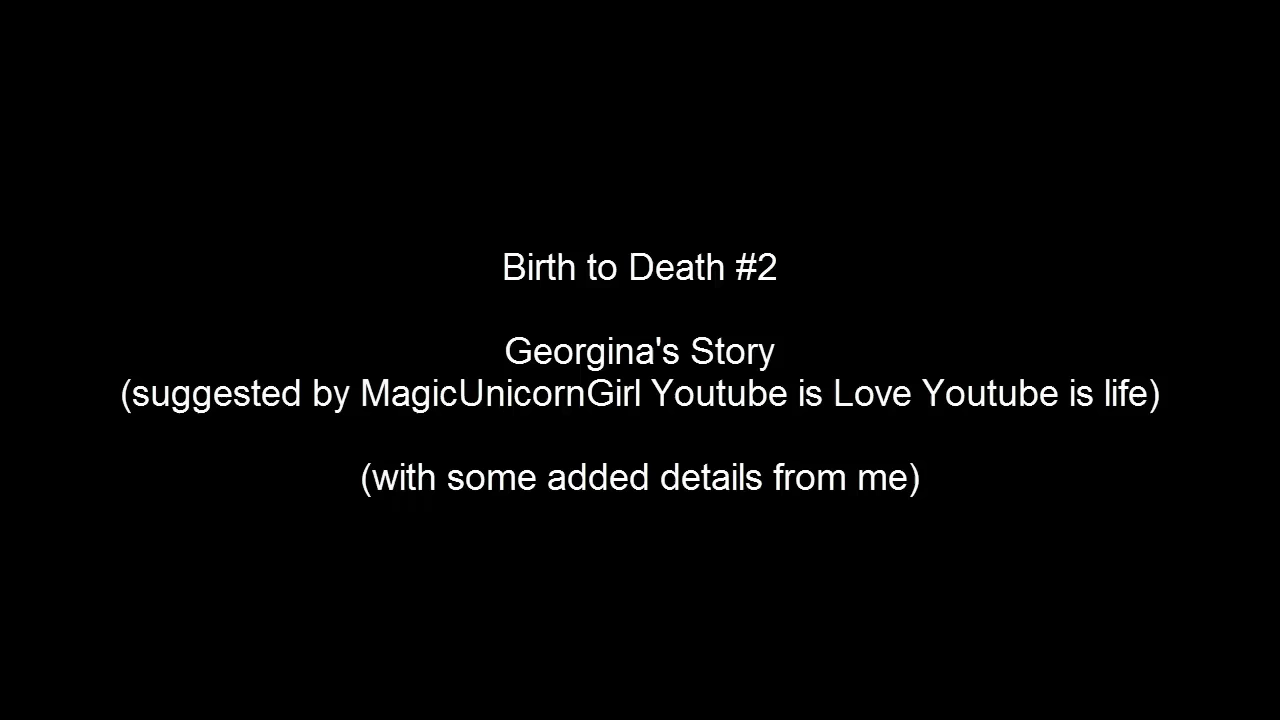 Birth to Death #2
Georgina's Story
(suggested by MagicUnicornGirl Youtube is Love Youtube is life)
(with some added details from me)